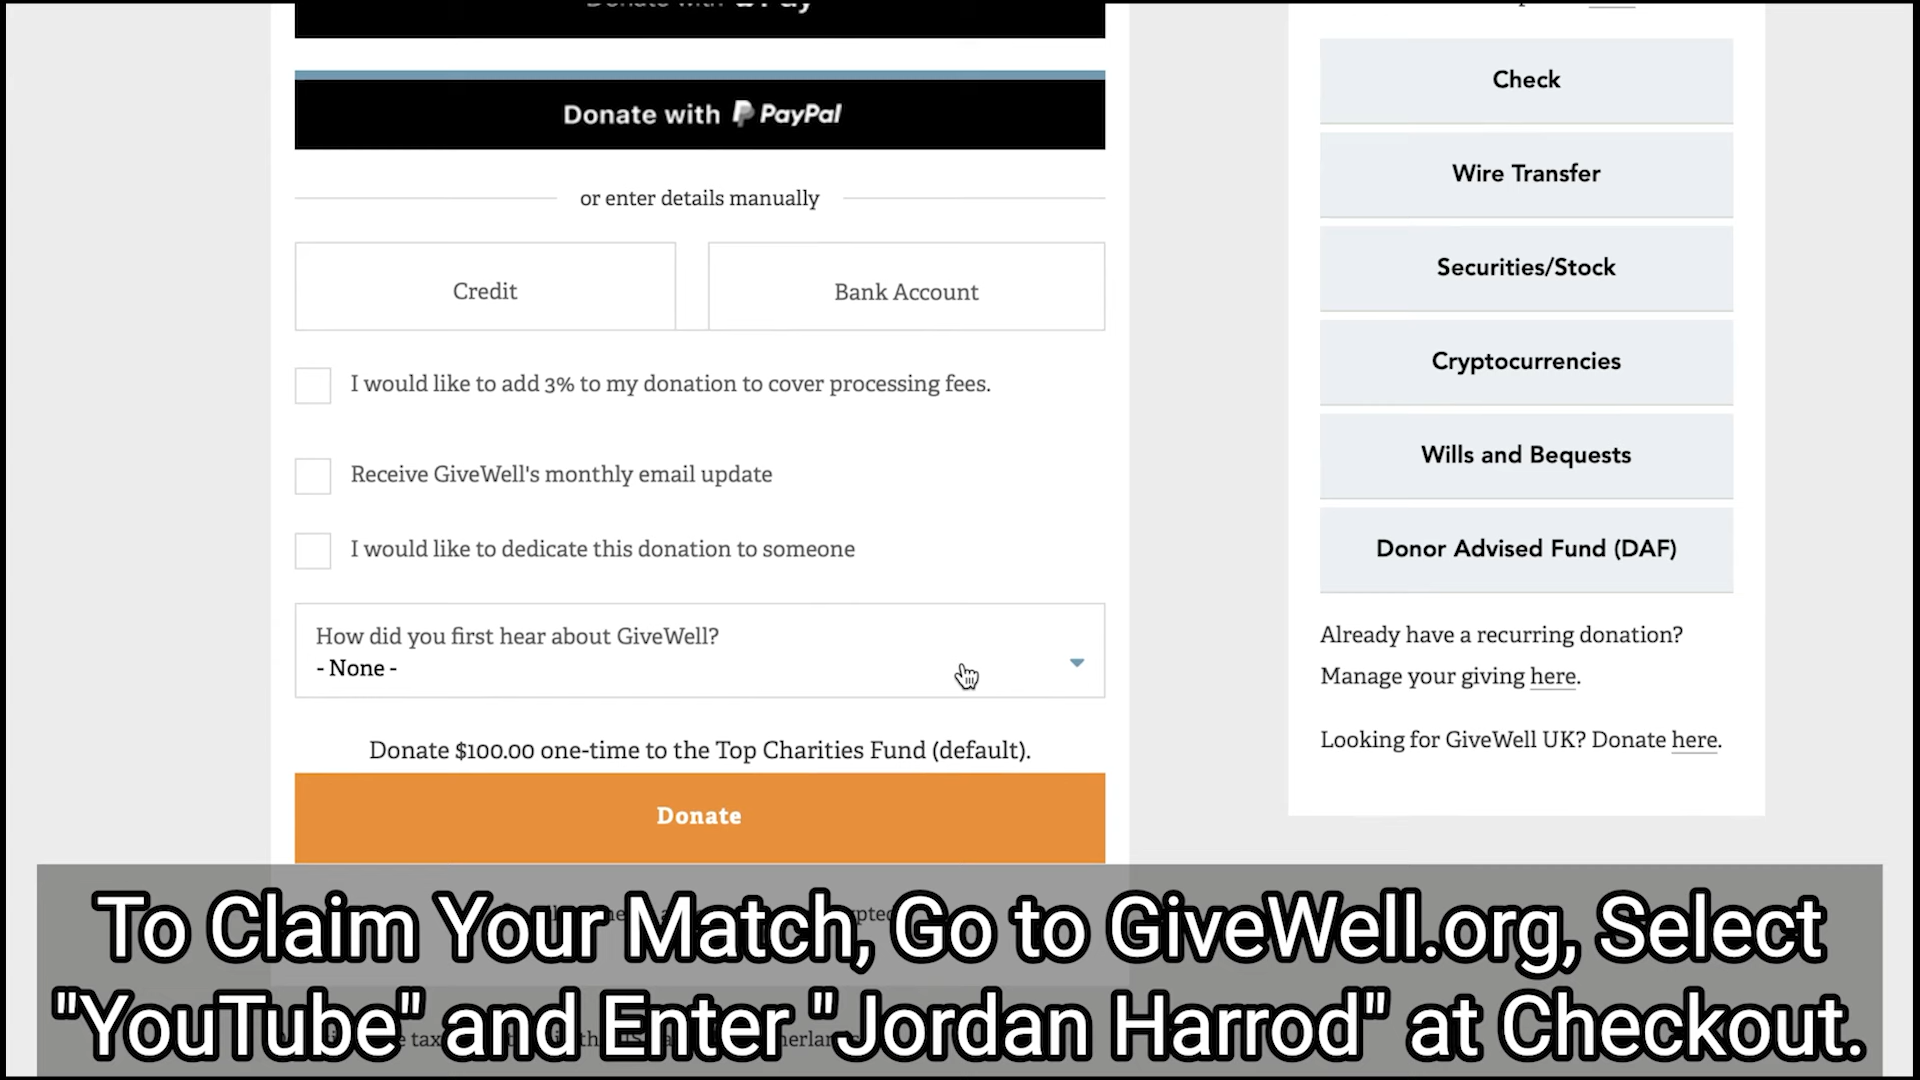 Donate with Pay
Donate with PayPal
or enter details manually
Credit
Bank Account
I would like to add 3% to my donation to cover processing fees.
Receive GiveWell's monthly email update
I would like to dedicate this donation to someone
How did you first hear about GiveWell?
- None -
Donate $100.00 one-time to the Top Charities Fund (default).
Donate
Check
Wire Transfer
Securities/Stock
Cryptocurrencies
Wills and Bequests
Donor Advised Fund (DAF)
Already have a recurring donation?
Manage your giving here.
Looking for GiveWell UK? Donate here.
To Claim Your Match, Go to GiveWell.org, Select
"YouTube" and Enter "Jordan Harrod" at Checkout.